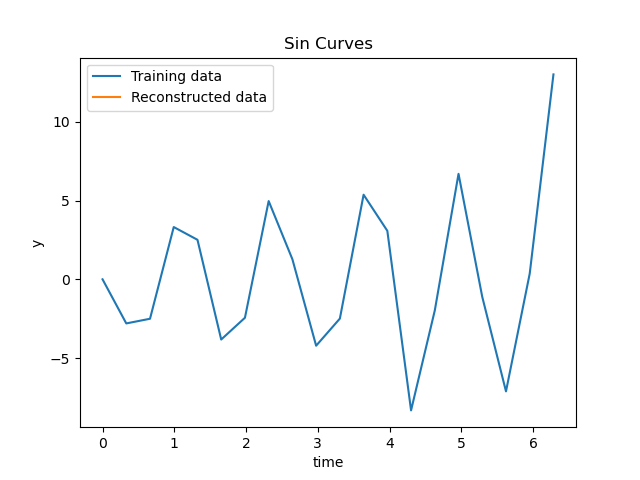 Sin Curves
Training data
Reconstructed data
10
5
0
−5
y
0 1 2 3 4 5 6
time